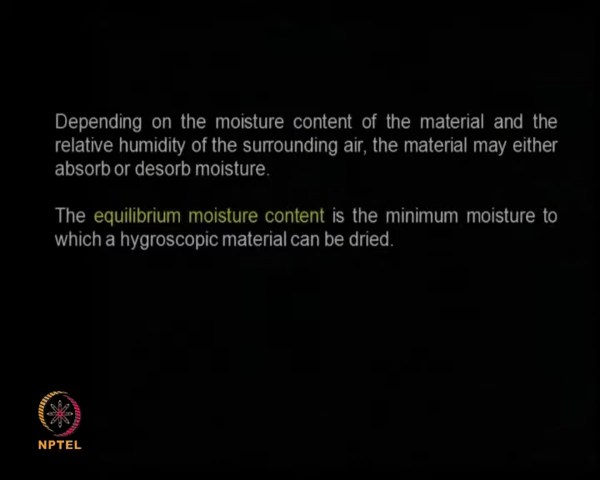 Depending on the moisture content of the material and the
relative humidity of the surrounding air, the material may either
absorb or desorb moisture.
The equilibrium moisture content is the minimum moisture to
which a hygroscopic material can be dried.
NPTEL